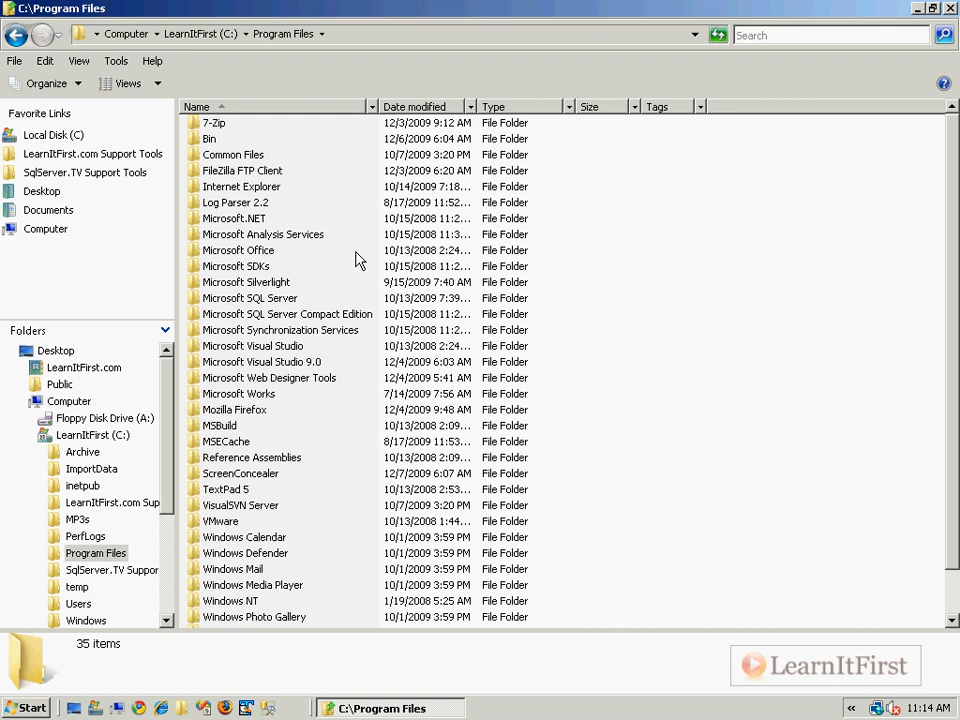 C:\Program Files
Computer LearnItFirst (C:) Program Files
Search
File Edit View Tools Help
Organize Views
Favorite Links
Local Disk (C)
LearnItFirst.com Support Tools
SqlServer.TV Support Tools
Desktop
Documents
Computer
Folders
Desktop
LearnItFirst.com
Public
Computer
Floppy Disk Drive (A:)
LearnItFirst (C:)
Archive
ImportData
inetpub
LearnItFirst.com Sup
MP3s
PerfLogs
Program Files
SqlServer.TV Suppor
temp
Users
Windows
Name Date modified Type Size Tags
7-Zip 12/3/2009 9:12 AM File Folder
Bin 12/6/2009 6:04 AM File Folder
Common Files 10/7/2009 3:20 PM File Folder
FileZilla FTP Client 12/3/2009 6:20 AM File Folder
Internet Explorer 10/14/2009 7:18... File Folder
Log Parser 2.2 8/17/2009 11:52... File Folder
Microsoft.NET 10/15/2008 11:2... File Folder
Microsoft Analysis Services 10/15/2008 11:3... File Folder
Microsoft Office 10/13/2008 2:24... File Folder
Microsoft SDKs 10/15/2008 11:2... File Folder
Microsoft Silverlight 9/15/2009 7:40 AM File Folder
Microsoft SQL Server 10/13/2009 7:39... File Folder
Microsoft SQL Server Compact Edition 10/15/2008 11:2... File Folder
Microsoft Synchronization Services 10/15/2008 11:2... File Folder
Microsoft Visual Studio 10/13/2008 2:24... File Folder
Microsoft Visual Studio 9.0 12/4/2009 6:03 AM File Folder
Microsoft Web Designer Tools 12/4/2009 5:41 AM File Folder
Microsoft Works 7/14/2009 7:56 AM File Folder
Mozilla Firefox 12/4/2009 9:48 AM File Folder
MSBuild 10/13/2008 2:09... File Folder
MSECache 8/17/2009 11:53... File Folder
Reference Assemblies 10/13/2008 2:09... File Folder
ScreenConcealer 12/7/2009 6:07 AM File Folder
TextPad 5 10/13/2008 2:53... File Folder
VisualSVN Server 10/7/2009 3:20 PM File Folder
VMware 10/13/2008 1:44... File Folder
Windows Calendar 10/1/2009 3:59 PM File Folder
Windows Defender 10/1/2009 3:59 PM File Folder
Windows Mail 10/1/2009 3:59 PM File Folder
Windows Media Player 10/1/2009 3:59 PM File Folder
Windows NT 1/19/2008 5:25 AM File Folder
Windows Photo Gallery 10/1/2009 3:59 PM File Folder
35 items
LearnItFirst
Start C:\Program Files 11:14 AM